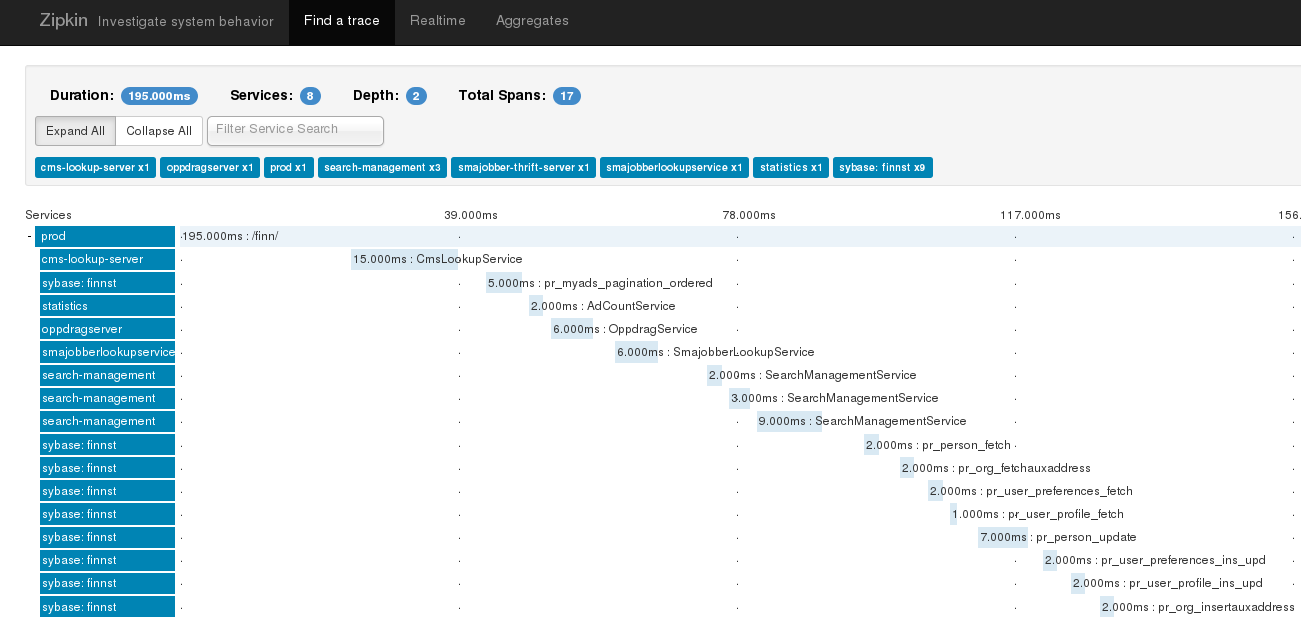 Zipkin Investigate system behavior Find a trace Realtime Aggregates
Duration: 195.000ms Services: 8 Depth: 2 Total Spans: 17
Expand All Collapse All Filter Service Search
cms-lookup-server x1 oppdragserver x1 prod x1 search-management x3 smajobber-thrift-server x1 smajobberlookupservice x1 statistics x1 sybase: finnst x9
Services 39.000ms 78.000ms 117.000ms 156.
- prod 195.000ms : /finn/
cms-lookup-server 15.000ms : CmsLookupService
sybase: finnst 5.000ms : pr_myads_pagination_ordered
statistics 2.000ms : AdCountService
oppdragserver 6.000ms : OppdragService
smajobberlookupservice 6.000ms : SmajobberLookupService
search-management 2.000ms : SearchManagementService
search-management 3.000ms : SearchManagementService
search-management 9.000ms : SearchManagementService
sybase: finnst 2.000ms : pr_person_fetch
sybase: finnst 2.000ms : pr_org_fetchauxaddress
sybase: finnst 2.000ms : pr_user_preferences_fetch
sybase: finnst 1.000ms : pr_user_profile_fetch
sybase: finnst 7.000ms : pr_person_update
sybase: finnst 2.000ms : pr_user_preferences_ins_upd
sybase: finnst 2.000ms : pr_user_profile_ins_upd
sybase: finnst 2.000ms : pr_org_insertauxaddress